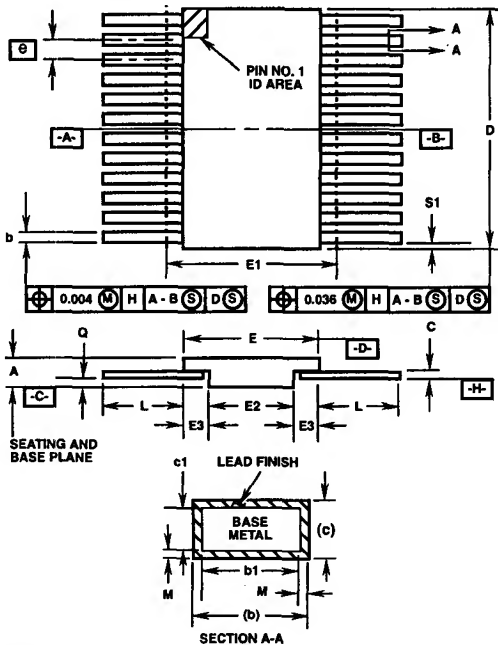 A
e
A
PIN NO. 1
ID AREA
-A-
-B-
D
S1
b
E1
⌖ 0.004 Ⓜ H A - B Ⓢ D Ⓢ
⌖ 0.036 Ⓜ H A - B Ⓢ D Ⓢ
Q
E
-D-
C
A
-C-
-H-
L
E2
L
E3
E3
SEATING AND
BASE PLANE
c1
LEAD FINISH
BASE
METAL
(c)
b1
M
M
(b)
SECTION A-A